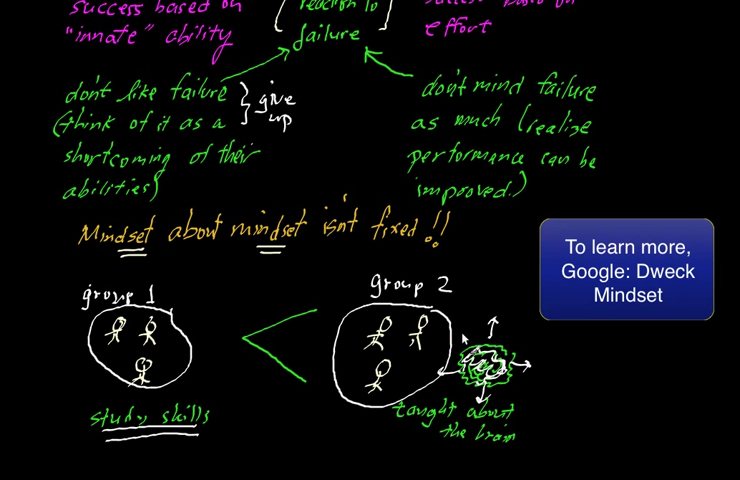 success based on
"innate" ability
reaction to
failure
success based on
effort
don't like failure
(think of it as a
shortcoming of their
abilities)
} give
up
don't mind failure
as much (realize
performance can be
improved.)
Mindset about mindset isn't fixed!!
To learn more,
Google: Dweck
Mindset
group 1
group 2
<
study skills
taught about
the brain